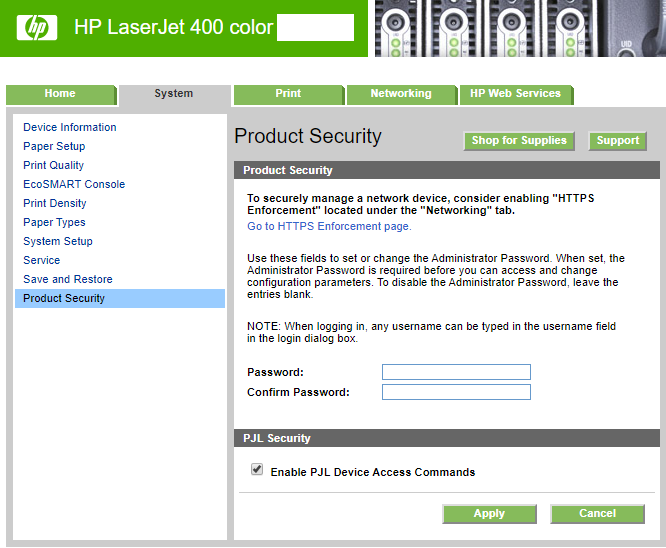 hp HP LaserJet 400 color
UID
Home System Print Networking HP Web Services
Device Information
Paper Setup
Print Quality
EcoSMART Console
Print Density
Paper Types
System Setup
Service
Save and Restore
Product Security
Product Security
Shop for Supplies Support
Product Security
To securely manage a network device, consider enabling "HTTPS
Enforcement" located under the "Networking" tab.
Go to HTTPS Enforcement page.
Use these fields to set or change the Administrator Password. When set, the
Administrator Password is required before you can access and change
configuration parameters. To disable the Administrator Password, leave the
entries blank.
NOTE: When logging in, any username can be typed in the username field
in the login dialog box.
Password:
Confirm Password:
PJL Security
Enable PJL Device Access Commands
Apply Cancel